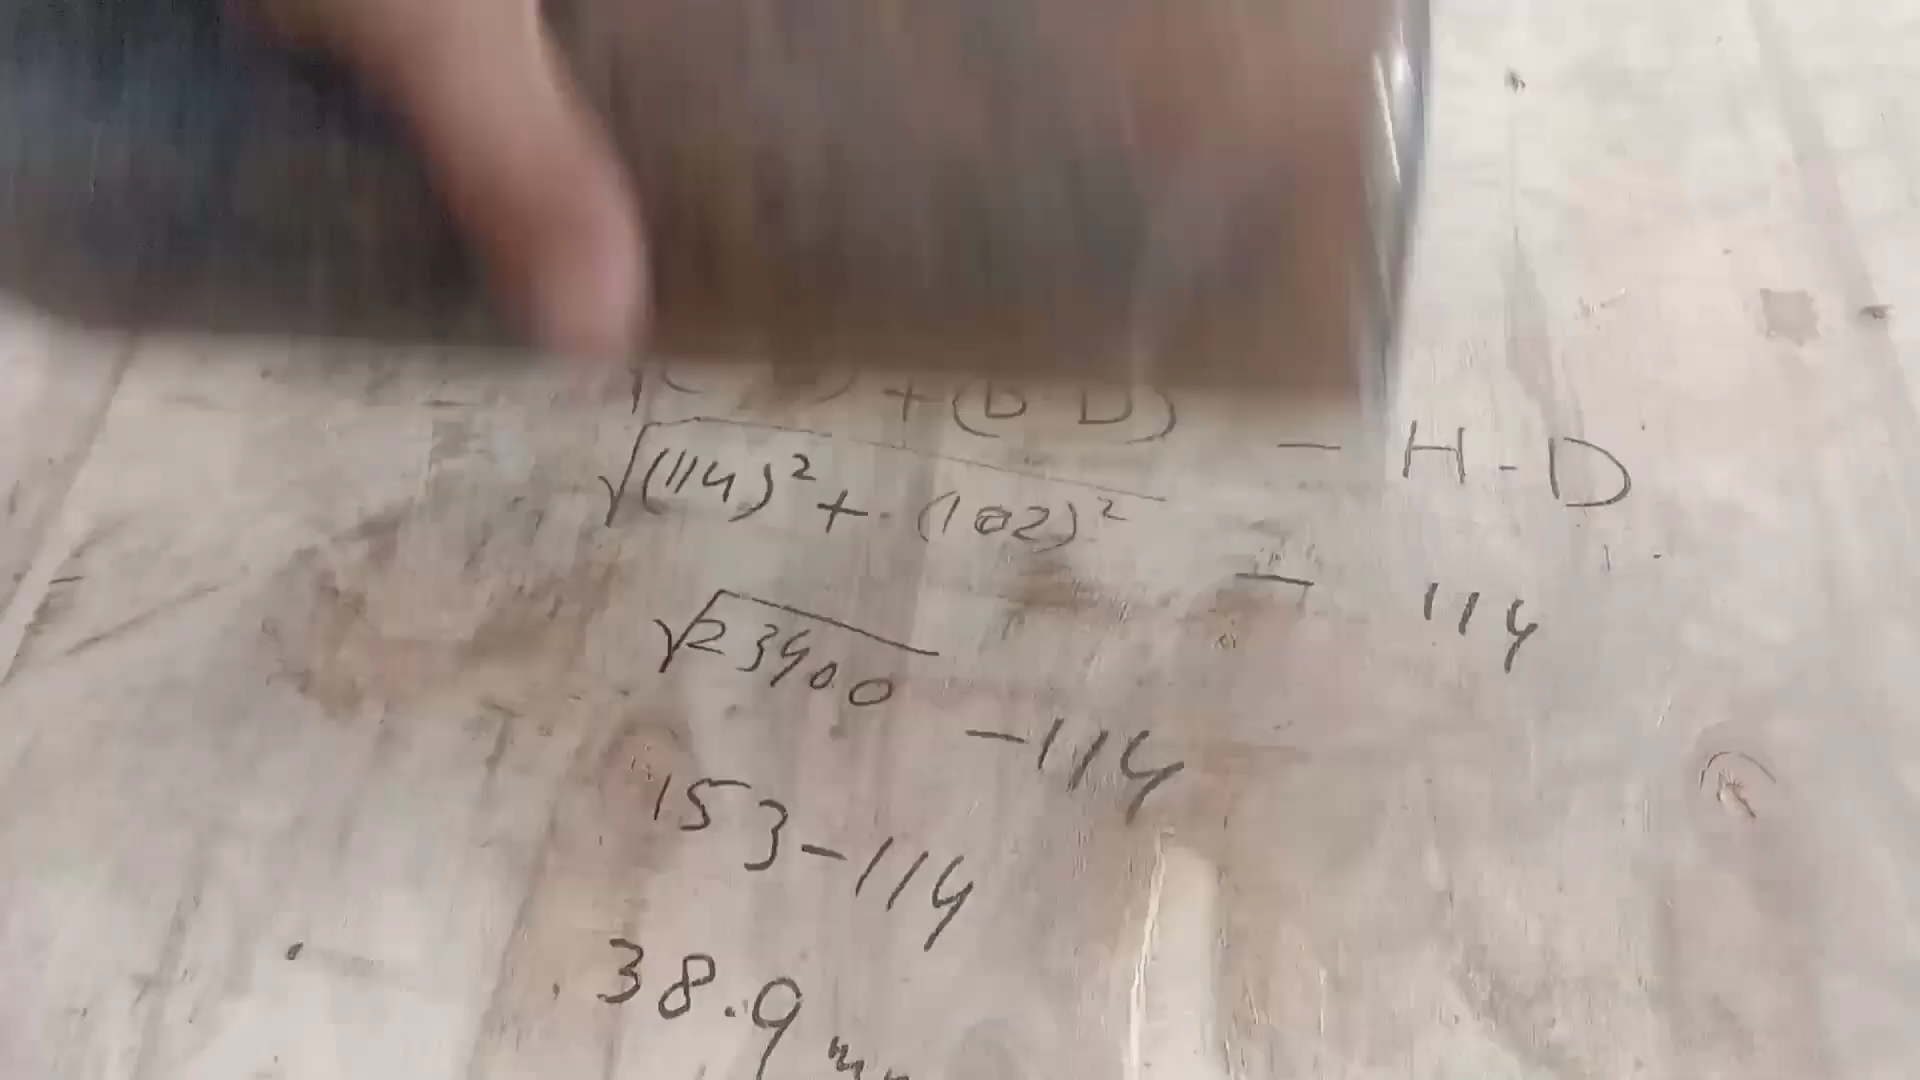 +(B-D) - H-D
√(114)² + (102)² - 114
√23400 - 114
153-114
38.9